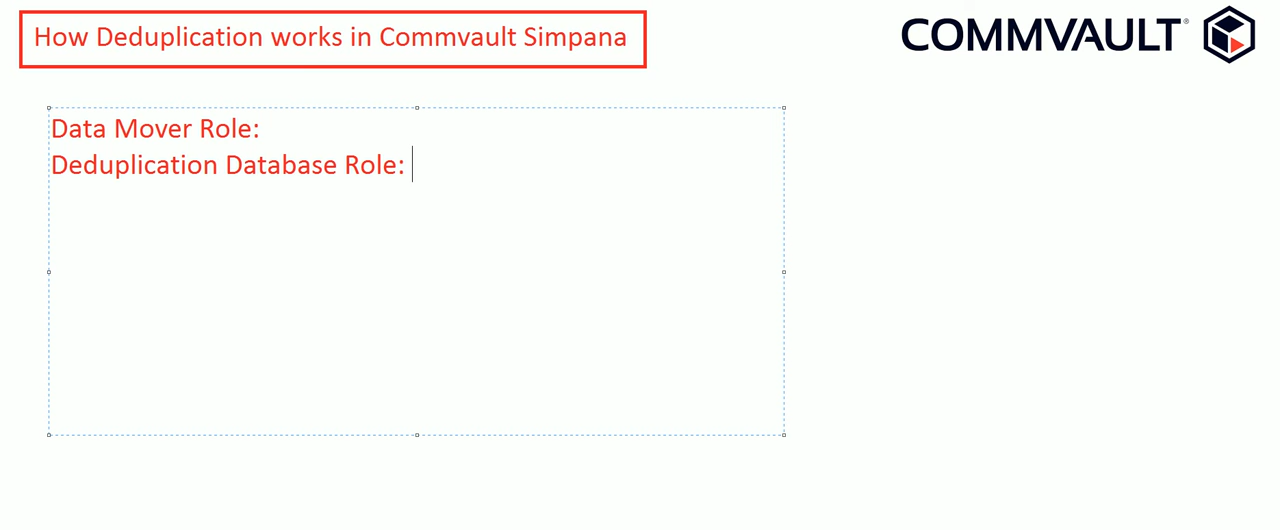 How Deduplication works in Commvault Simpana
COMMVAULT®
Data Mover Role:
Deduplication Database Role: